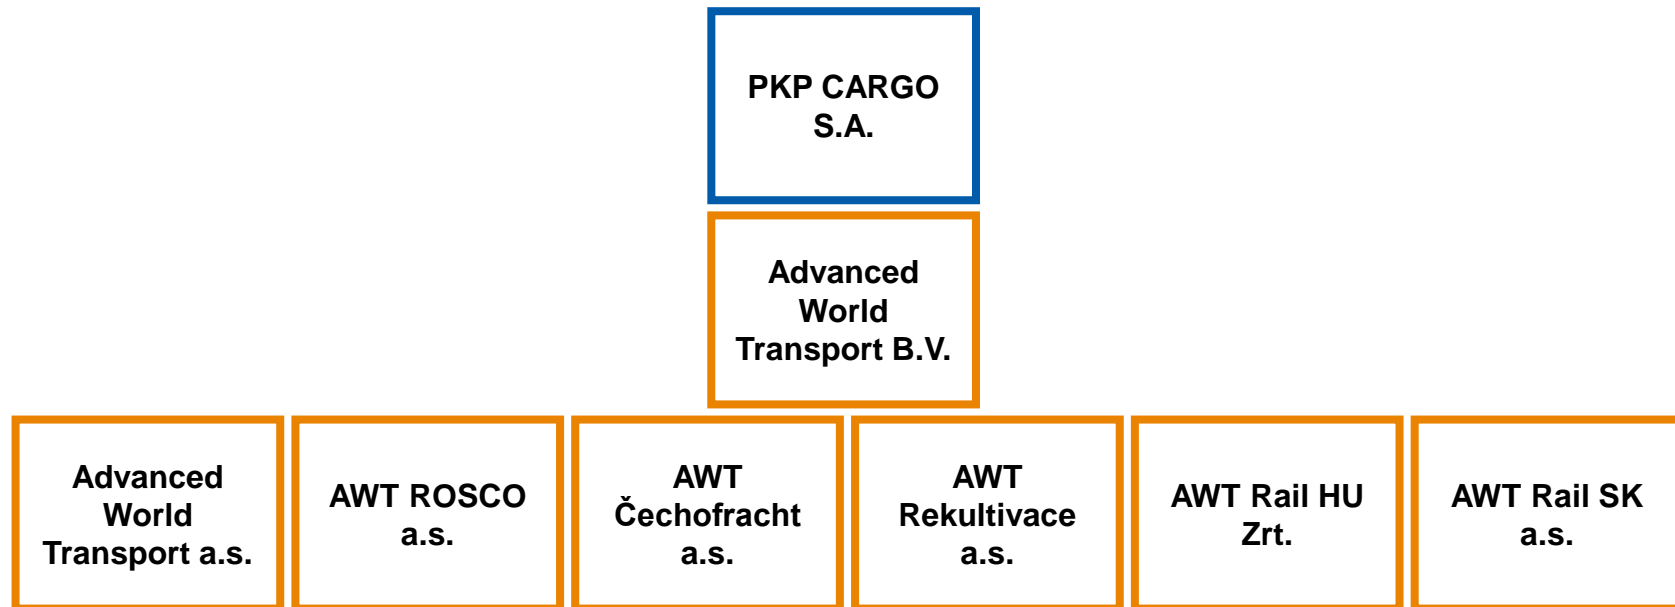 PKP CARGO
S.A.
Advanced
World
Transport B.V.
Advanced
World
Transport a.s.
AWT ROSCO
a.s.
AWT
Čechofracht
a.s.
AWT
Rekultivace
a.s.
AWT Rail HU
Zrt.
AWT Rail SK
a.s.